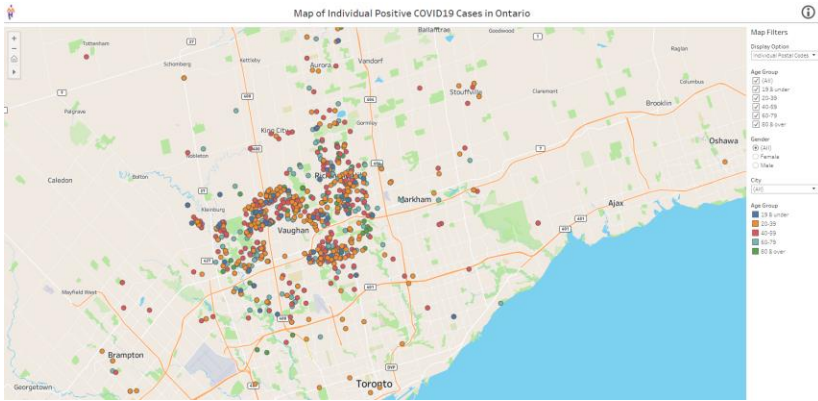 Map of Individual Positive COVID19 Cases in Ontario
Map Filters
Display Option
Individual Postal Codes
Age Group
(All)
19 & under
20-39
40-59
60-79
80 & over
Gender
(All)
Female
Male
City
(All)
Age Group
19 & under
20-39
40-59
60-79
80 & over
Ballantrae
Goodwood
Tottenham
Schomberg
Kettleby
Aurora
Vandorf
Raglan
Columbus
Stouffville
Claremont
Brooklin
Palgrave
Gormley
King City
Oshawa
Nobleton
Bolton
Caledon
Kleinburg
Markham
Ajax
Vaughan
Mayfield West
Brampton
Georgetown
Toronto